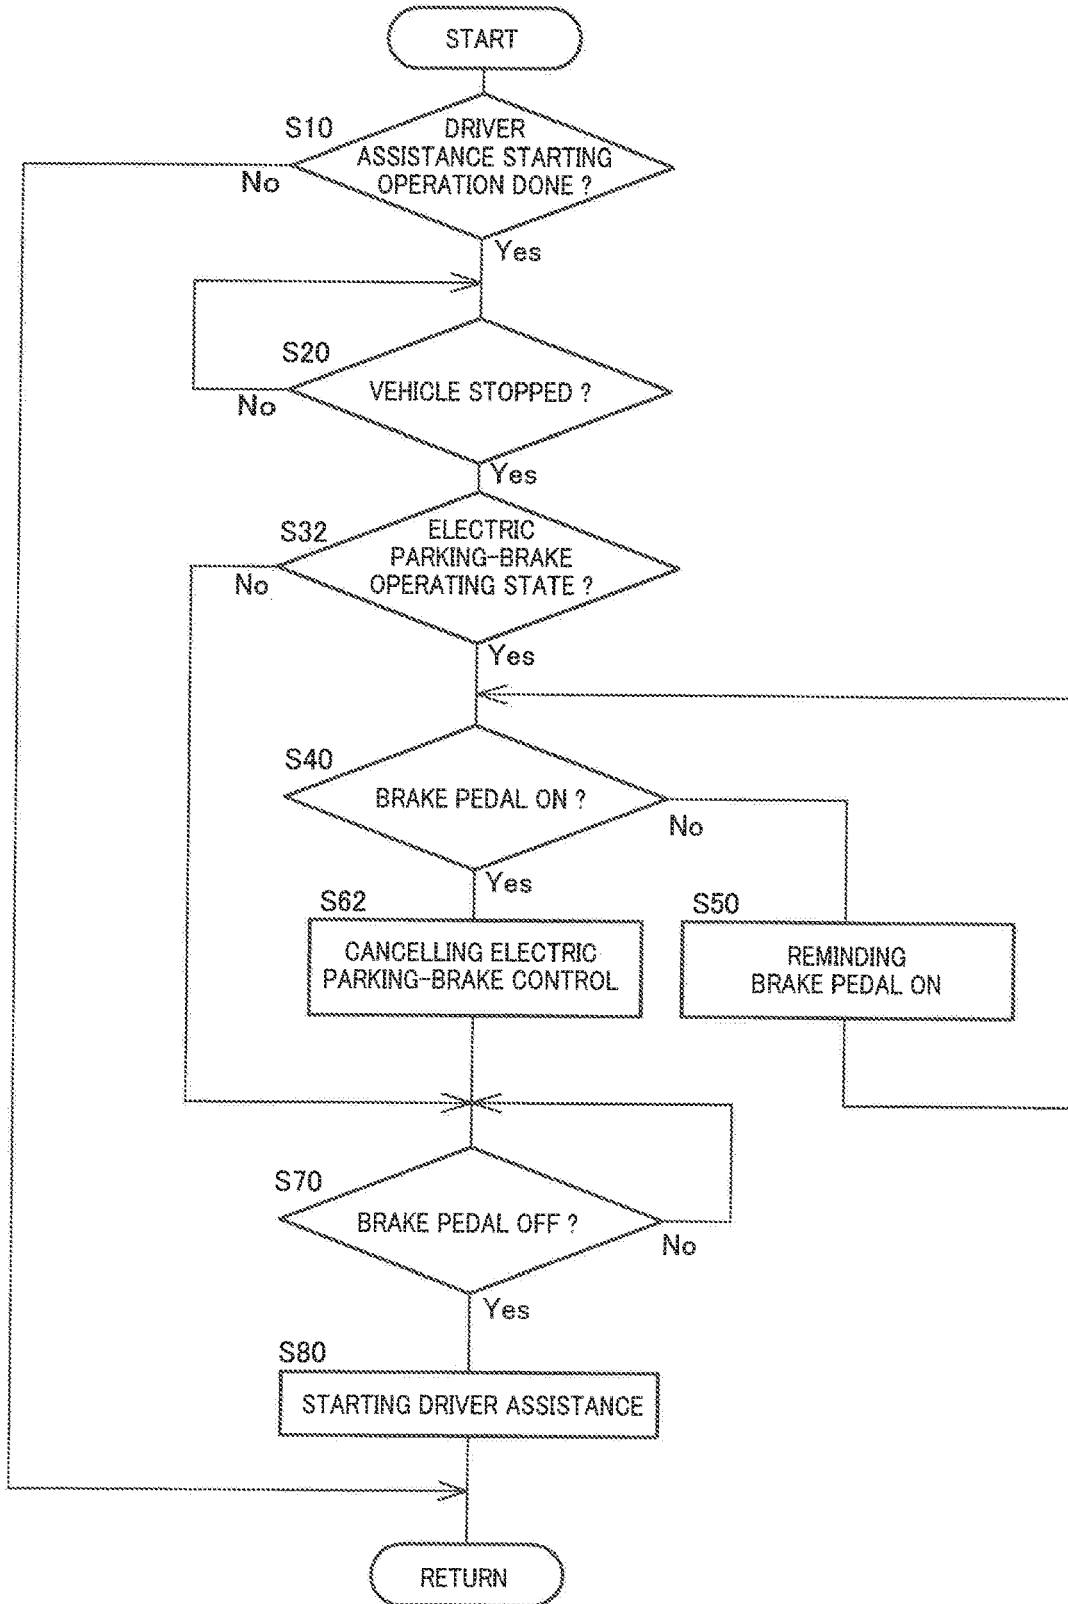 START
S10
DRIVER
ASSISTANCE STARTING
OPERATION DONE ?
No
Yes
S20
VEHICLE STOPPED ?
No
Yes
S32
ELECTRIC
PARKING-BRAKE
OPERATING STATE ?
No
Yes
S40
BRAKE PEDAL ON ?
No
Yes
S62
CANCELLING ELECTRIC
PARKING-BRAKE CONTROL
S50
REMINDING
BRAKE PEDAL ON
S70
BRAKE PEDAL OFF ?
No
Yes
S80
STARTING DRIVER ASSISTANCE
RETURN